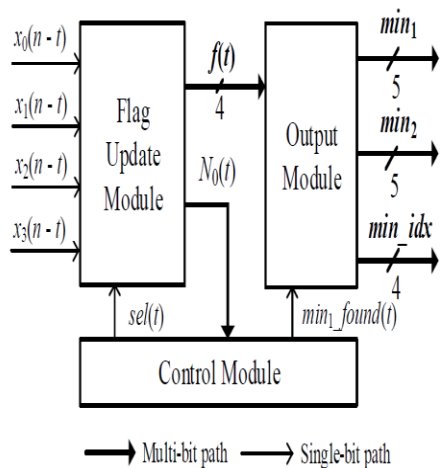 x₀(n - t)
x₁(n - t)
x₂(n - t)
x₃(n - t)
Flag
Update
Module
f(t)
4
N₀(t)
Output
Module
min₁
5
min₂
5
min_idx
4
sel(t)
min₁_found(t)
Control Module
Multi-bit path
Single-bit path